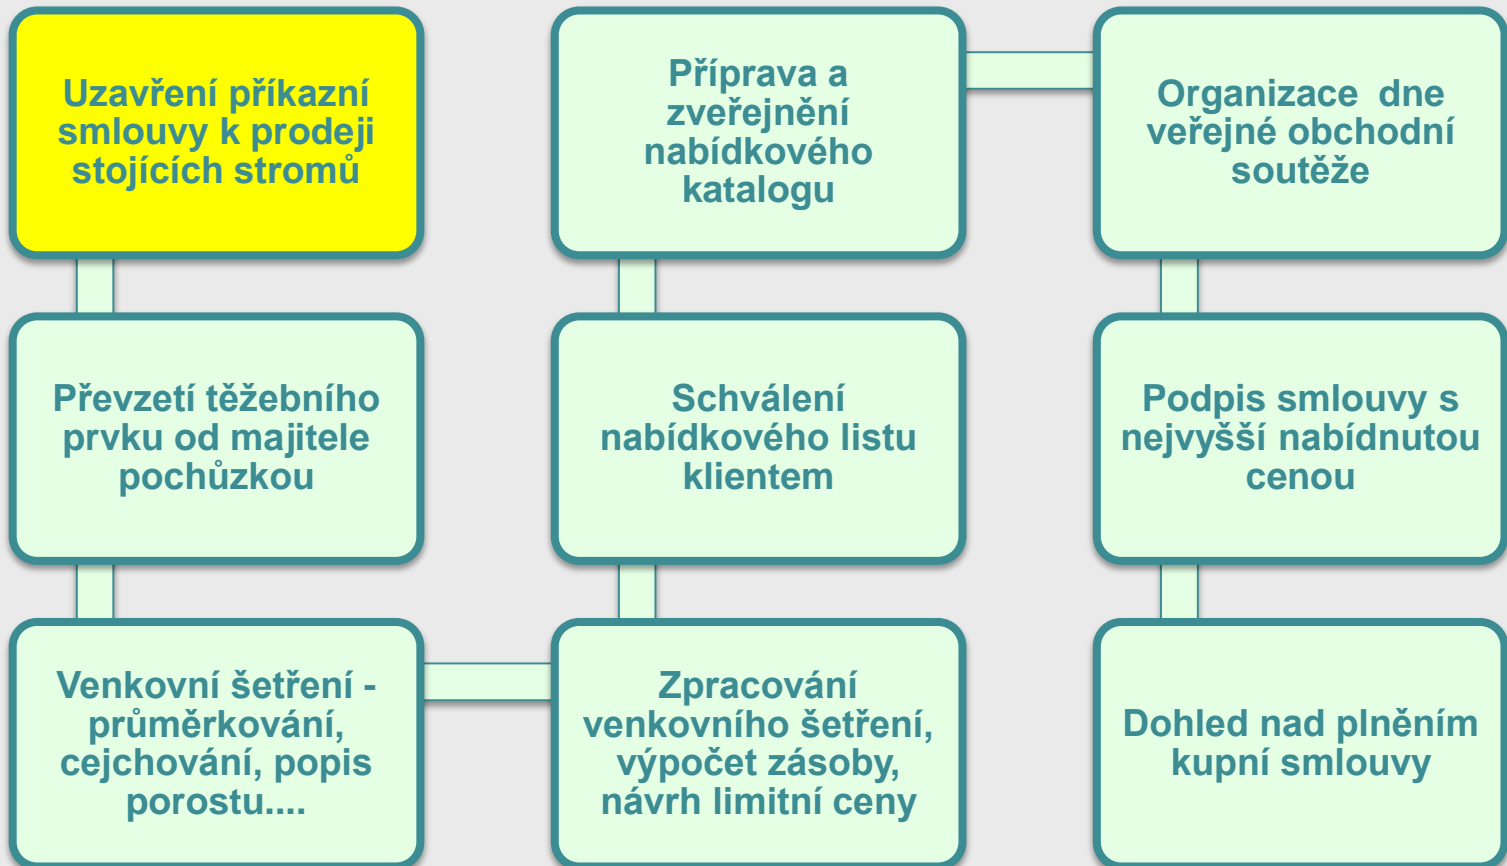 Uzavření příkazní
smlouvy k prodeji
stojících stromů
Převzetí těžebního
prvku od majitele
pochůzkou
Venkovní šetření -
průměrkování,
cejchování, popis
porostu....
Zpracování
venkovního šetření,
výpočet zásoby,
návrh limitní ceny
Schválení
nabídkového listu
klientem
Příprava a
zveřejnění
nabídkového
katalogu
Organizace  dne
veřejné obchodní
soutěže
Podpis smlouvy s
nejvyšší nabídnutou
cenou
Dohled nad plněním
kupní smlouvy